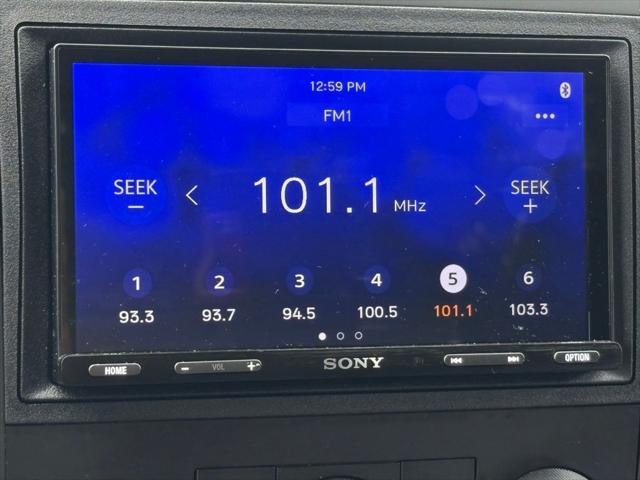 12:59 PM
FM1
SEEK 101.1 MHz SEEK
1 2 3 4 5 6
93.3 93.7 94.5 100.5 101.1 103.3
HOME - VOL + SONY OPTION